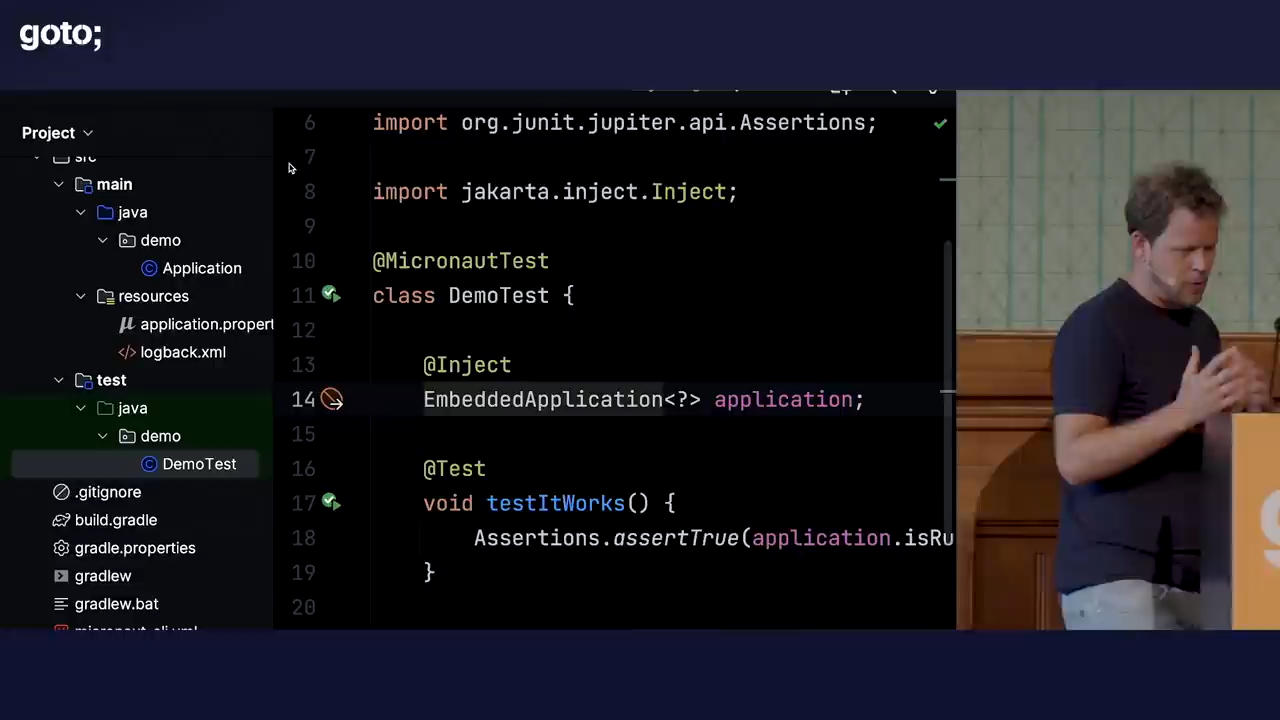 goto;
Project
src
main
java
demo
Application
resources
application.propert
logback.xml
test
java
demo
DemoTest
.gitignore
build.gradle
gradle.properties
gradlew
gradlew.bat
6 import org.junit.jupiter.api.Assertions;
7
8 import jakarta.inject.Inject;
9
10 @MicronautTest
11 class DemoTest {
12
13 @Inject
14 EmbeddedApplication<?> application;
15
16 @Test
17 void testItWorks() {
18 Assertions.assertTrue(application.isRu
19 }
20